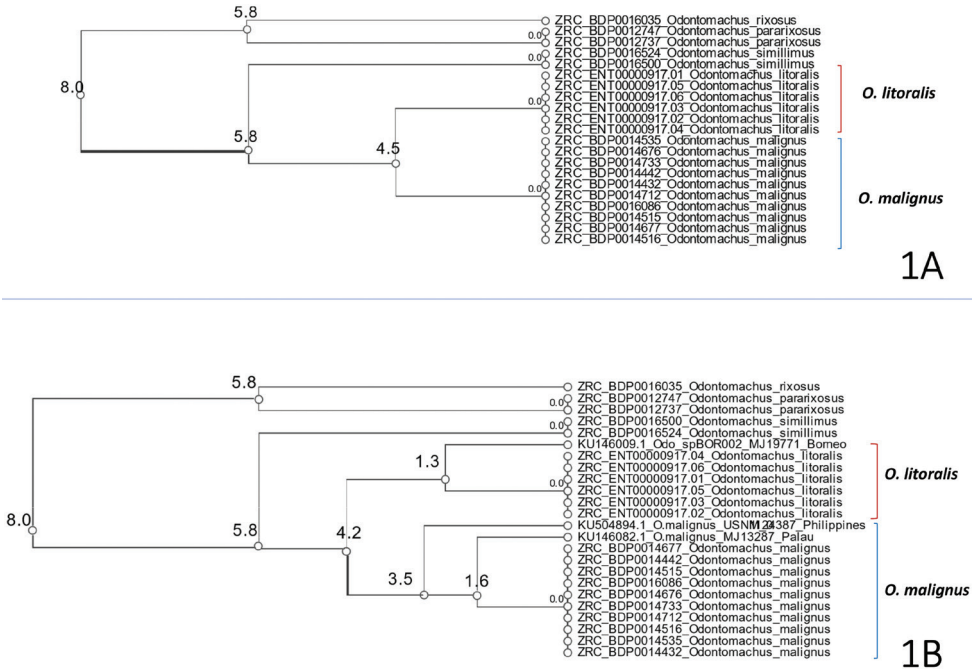 5.8
ZRC_BDP0016035_Odontomachus_rixosus
ZRC_BDP0012747_Odontomachus_pararixosus
0.0
ZRC_BDP0012737_Odontomachus_pararixosus
ZRC_BDP0016524_Odontomachus_simillimus
0.0
ZRC_BDP0016500_Odontomachus_simillimus
ZRC_ENT00000917.01_Odontomachus_litoralis
8.0
ZRC_ENT00000917.05_Odontomachus_litoralis
O. litoralis
ZRC_ENT00000917.06_Odontomachus_litoralis
0.0
ZRC_ENT00000917.03_Odontomachus_litoralis
ZRC_ENT00000917.02_Odontomachus_litoralis
ZRC_ENT00000917.04_Odontomachus_litoralis
5.8
ZRC_BDP0014535_Odontomachus_malignus
4.5
ZRC_BDP0014676_Odontomachus_malignus
ZRC_BDP0014733_Odontomachus_malignus
ZRC_BDP0014442_Odontomachus_malignus
0.0
ZRC_BDP0014432_Odontomachus_malignus
ZRC_BDP0014712_Odontomachus_malignus
O. malignus
ZRC_BDP0016086_Odontomachus_malignus
ZRC_BDP0014515_Odontomachus_malignus
ZRC_BDP0014677_Odontomachus_malignus
ZRC_BDP0014516_Odontomachus_malignus
1A
5.8
ZRC_BDP0016035_Odontomachus_rixosus
ZRC_BDP0012747_Odontomachus_pararixosus
0.0
ZRC_BDP0012737_Odontomachus_pararixosus
ZRC_BDP0016500_Odontomachus_simillimus
0.0
ZRC_BDP0016524_Odontomachus_simillimus
KU146009.1_Odo_spBOR002_MJ19771_Borneo
1.3
ZRC_ENT00000917.04_Odontomachus_litoralis
ZRC_ENT00000917.06_Odontomachus_litoralis
O. litoralis
ZRC_ENT00000917.01_Odontomachus_litoralis
0.0
ZRC_ENT00000917.05_Odontomachus_litoralis
ZRC_ENT00000917.03_Odontomachus_litoralis
ZRC_ENT00000917.02_Odontomachus_litoralis
8.0
5.8
4.2
KU504894.1_O.malignus_Philippines
KU146082.1_O.malignus_MJ13287_Palau
ZRC_BDP0014677_Odontomachus_malignus
ZRC_BDP0014442_Odontomachus_malignus
3.5
1.6
ZRC_BDP0014515_Odontomachus_malignus
ZRC_BDP0016086_Odontomachus_malignus
O. malignus
ZRC_BDP0014676_Odontomachus_malignus
0.0
ZRC_BDP0014733_Odontomachus_malignus
ZRC_BDP0014712_Odontomachus_malignus
ZRC_BDP0014516_Odontomachus_malignus
ZRC_BDP0014535_Odontomachus_malignus
ZRC_BDP0014432_Odontomachus_malignus
1B